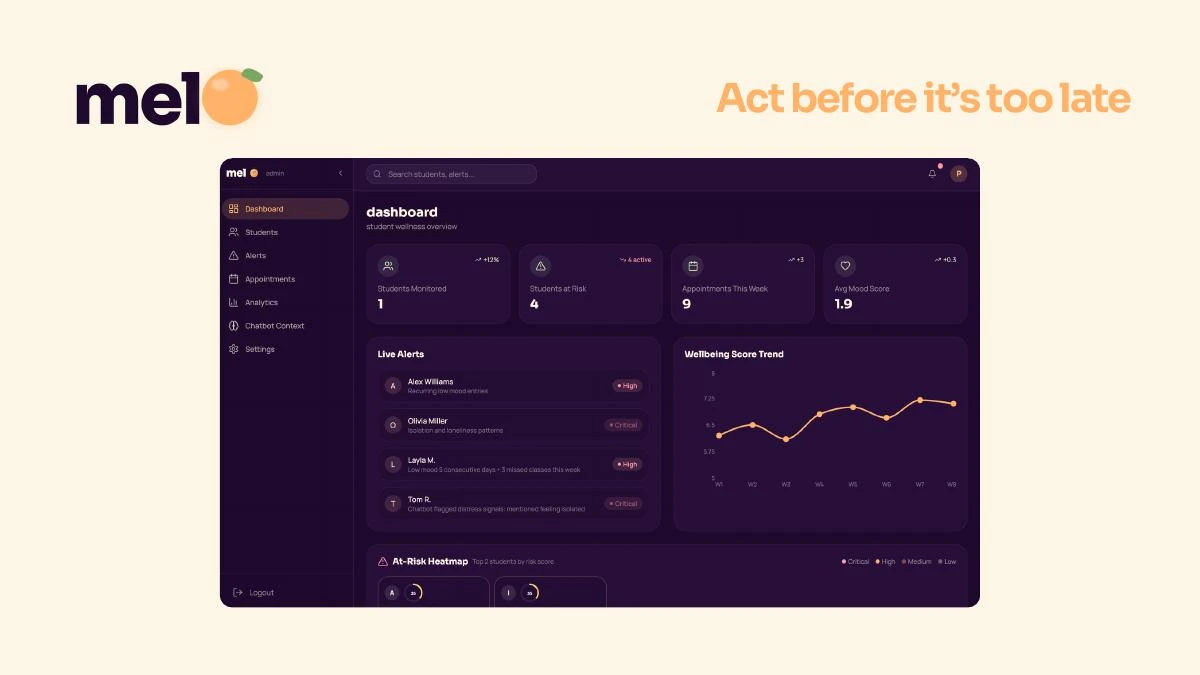 melo
Act before it's too late
mel admin
Search students, alerts...
P
Dashboard
Students
Alerts
Appointments
Analytics
Chatbot Context
Settings
Logout
dashboard
student wellness overview
+12%
Students Monitored
1
4 active
Students at Risk
4
+3
Appointments This Week
9
+0.3
Avg Mood Score
1.9
Live Alerts
A
Alex Williams
Recurring low mood entries
High
O
Olivia Miller
Isolation and loneliness patterns
Critical
L
Layla M.
Low mood 5 consecutive days • 3 missed classes this week
High
T
Tom R.
Chatbot flagged distress signals: mentioned feeling isolated
Critical
Wellbeing Score Trend
7.25
6.5
5.75
5
W1 W2 W3 W4 W5 W6 W7
At-Risk Heatmap Top 2 students by risk score
Critical High Medium Low
A 35
I 35